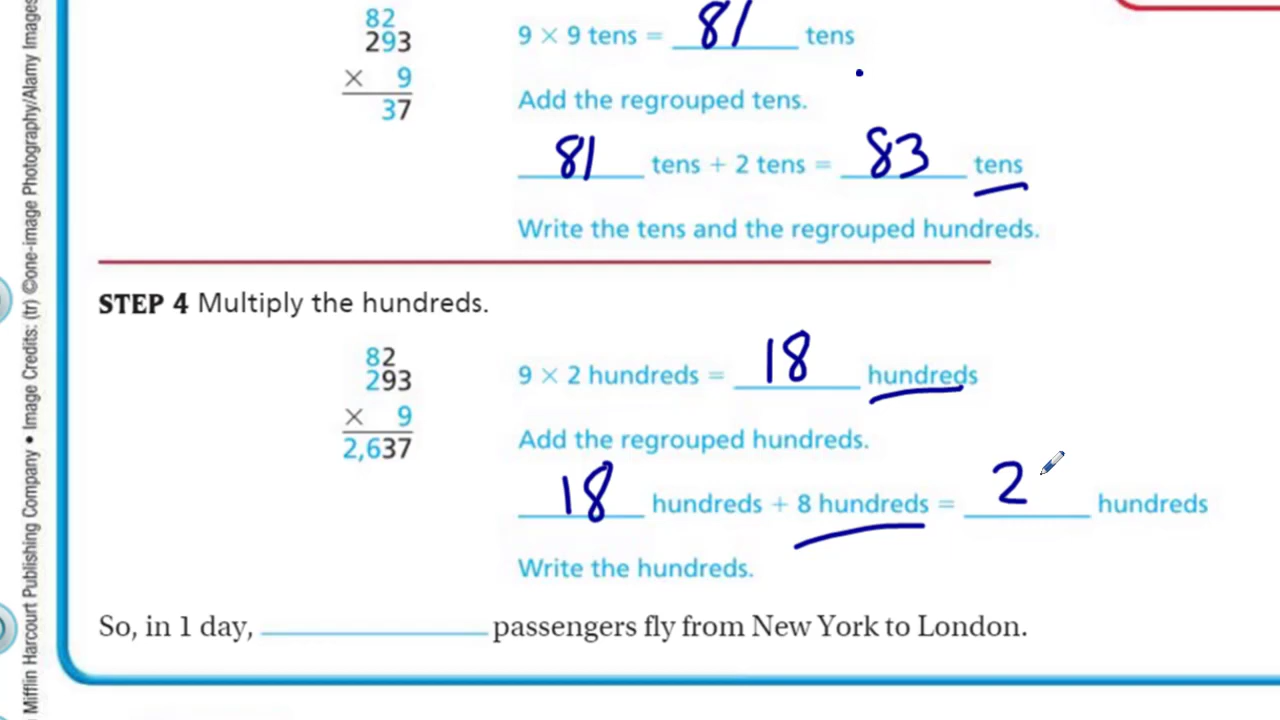 82
293
× 9
37
9 × 9 tens = 81 tens
Add the regrouped tens.
81 tens + 2 tens = 83 tens
Write the tens and the regrouped hundreds.
STEP 4 Multiply the hundreds.
82
293
× 9
2,637
9 × 2 hundreds = 18 hundreds
Add the regrouped hundreds.
18 hundreds + 8 hundreds = 2 hundreds
Write the hundreds.
So, in 1 day, passengers fly from New York to London.
Mifflin Harcourt Publishing Company • Image Credits: (tr) ©one-image Photography/Alamy Images